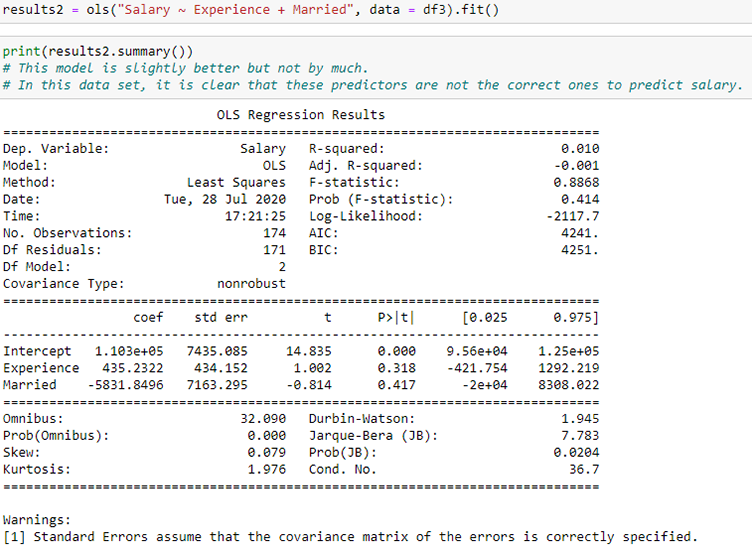 results2 = ols("Salary ~ Experience + Married", data = df3).fit()
print(results2.summary())
# This model is slightly better but not by much.
# In this data set, it is clear that these predictors are not the correct ones to predict salary.
OLS Regression Results
==============================================================================
Dep. Variable: Salary R-squared: 0.010
Model: OLS Adj. R-squared: -0.001
Method: Least Squares F-statistic: 0.8868
Date: Tue, 28 Jul 2020 Prob (F-statistic): 0.414
Time: 17:21:25 Log-Likelihood: -2117.7
No. Observations: 174 AIC: 4241.
Df Residuals: 171 BIC: 4251.
Df Model: 2
Covariance Type: nonrobust
==============================================================================
coef std err t P>|t| [0.025 0.975]
------------------------------------------------------------------------------
Intercept 1.103e+05 7435.085 14.835 0.000 9.56e+04 1.25e+05
Experience 435.2322 434.152 1.002 0.318 -421.754 1292.219
Married -5831.8496 7163.295 -0.814 0.417 -2e+04 8308.022
==============================================================================
Omnibus: 32.090 Durbin-Watson: 1.945
Prob(Omnibus): 0.000 Jarque-Bera (JB): 7.783
Skew: 0.079 Prob(JB): 0.0204
Kurtosis: 1.976 Cond. No. 36.7
==============================================================================
Warnings:
[1] Standard Errors assume that the covariance matrix of the errors is correctly specified.